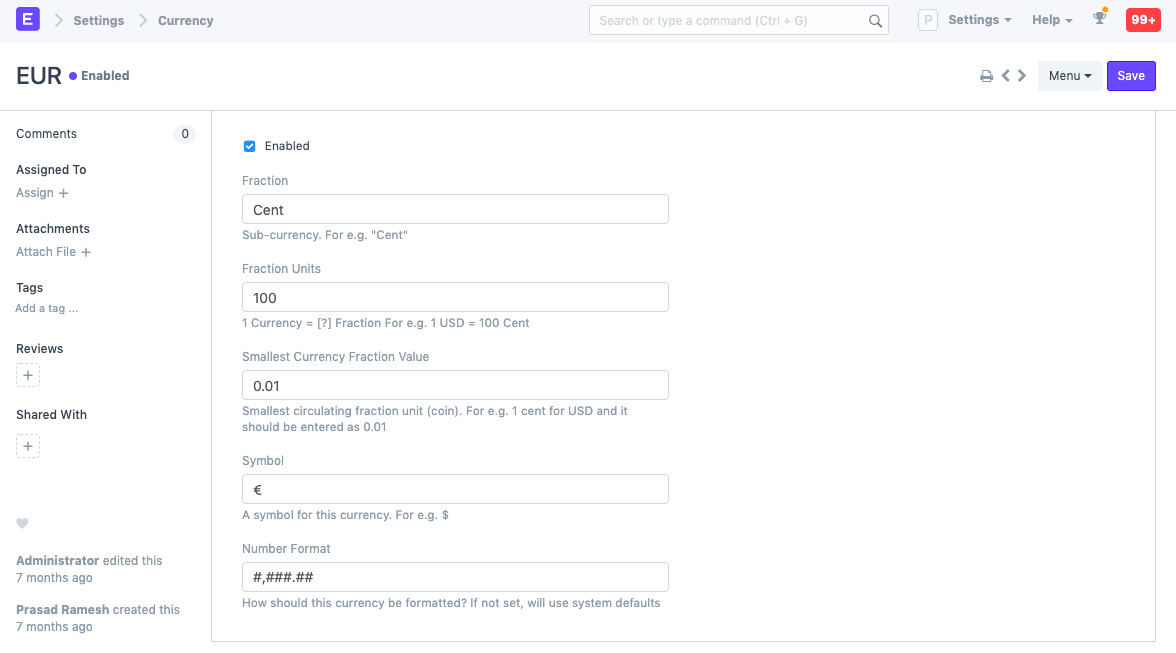 E Settings Currency Search or type a command (Ctrl + G) P Settings Help 99+
EUR Enabled Menu Save
Comments 0
Assigned To
Assign +
Attachments
Attach File +
Tags
Add a tag ...
Reviews
+
Shared With
+
Administrator edited this
7 months ago
Prasad Ramesh created this
7 months ago
Enabled
Fraction
Cent
Sub-currency. For e.g. "Cent"
Fraction Units
100
1 Currency = [?] Fraction For e.g. 1 USD = 100 Cent
Smallest Currency Fraction Value
0.01
Smallest circulating fraction unit (coin). For e.g. 1 cent for USD and it
should be entered as 0.01
Symbol
€
A symbol for this currency. For e.g. $
Number Format
#,###.##
How should this currency be formatted? If not set, will use system defaults